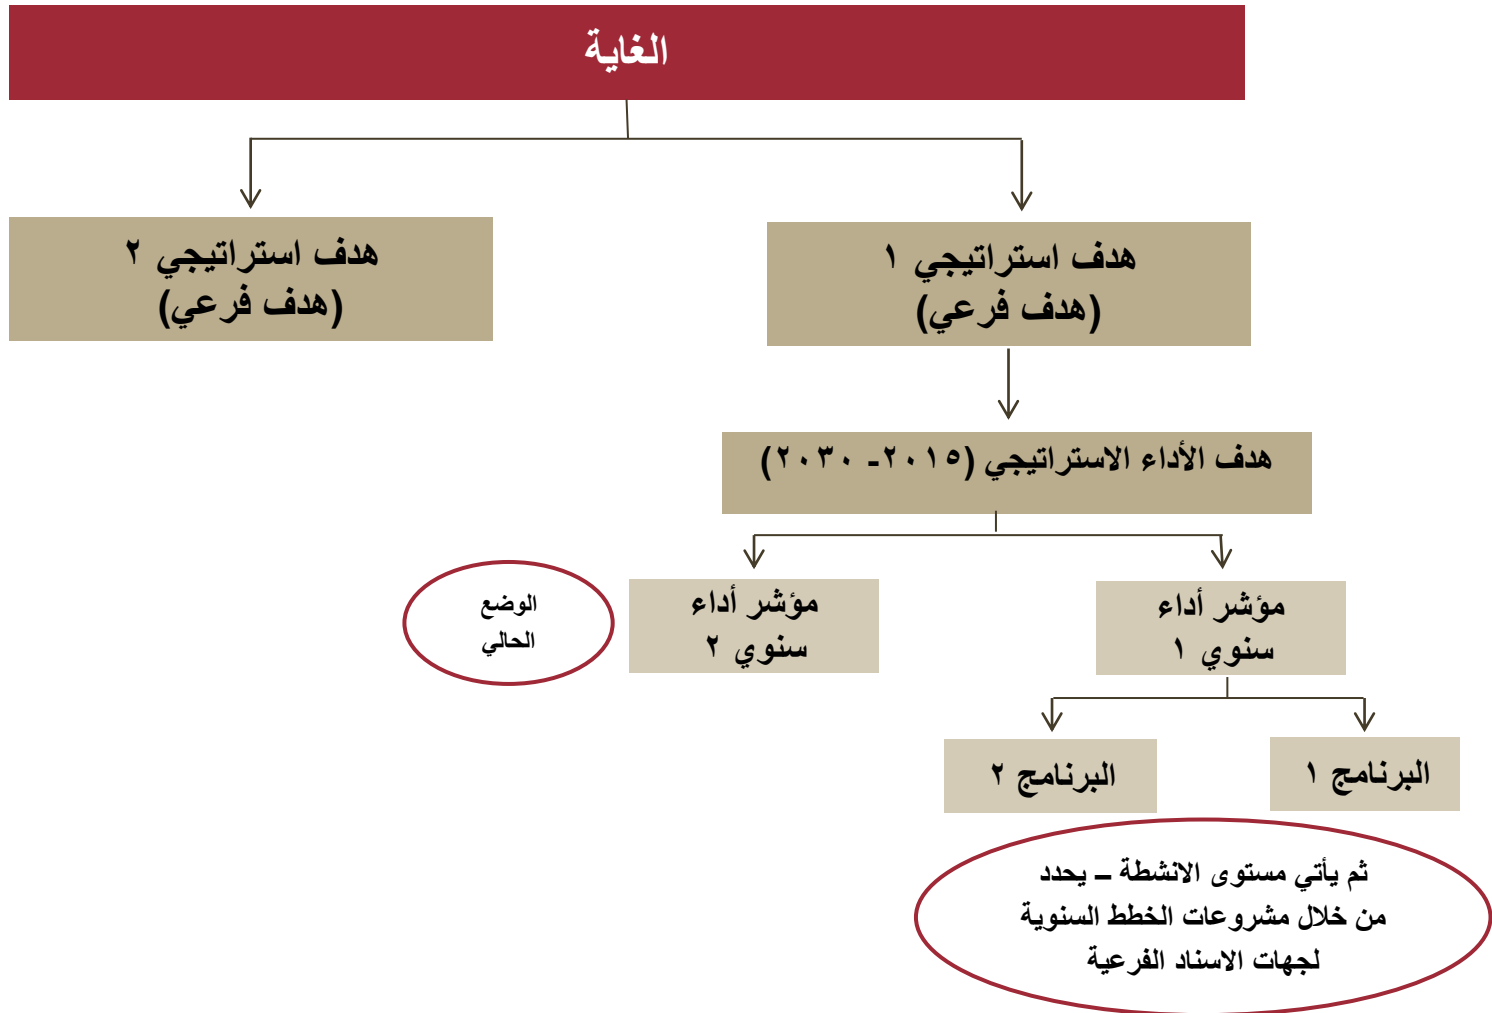 الغاية
هدف استراتيجي ١
(هدف فرعي)
هدف استراتيجي ٢
(هدف فرعي)
هدف الأداء الاستراتيجي (٢٠١٥- ٢٠٣٠)
مؤشر أداء
سنوي ١
مؤشر أداء
سنوي ٢
الوضع
الحالي
البرنامج ١
البرنامج ٢
ثم يأتي مستوى الانشطة – يحدد
من خلال مشروعات الخطط السنوية
لجهات الاسناد الفرعية